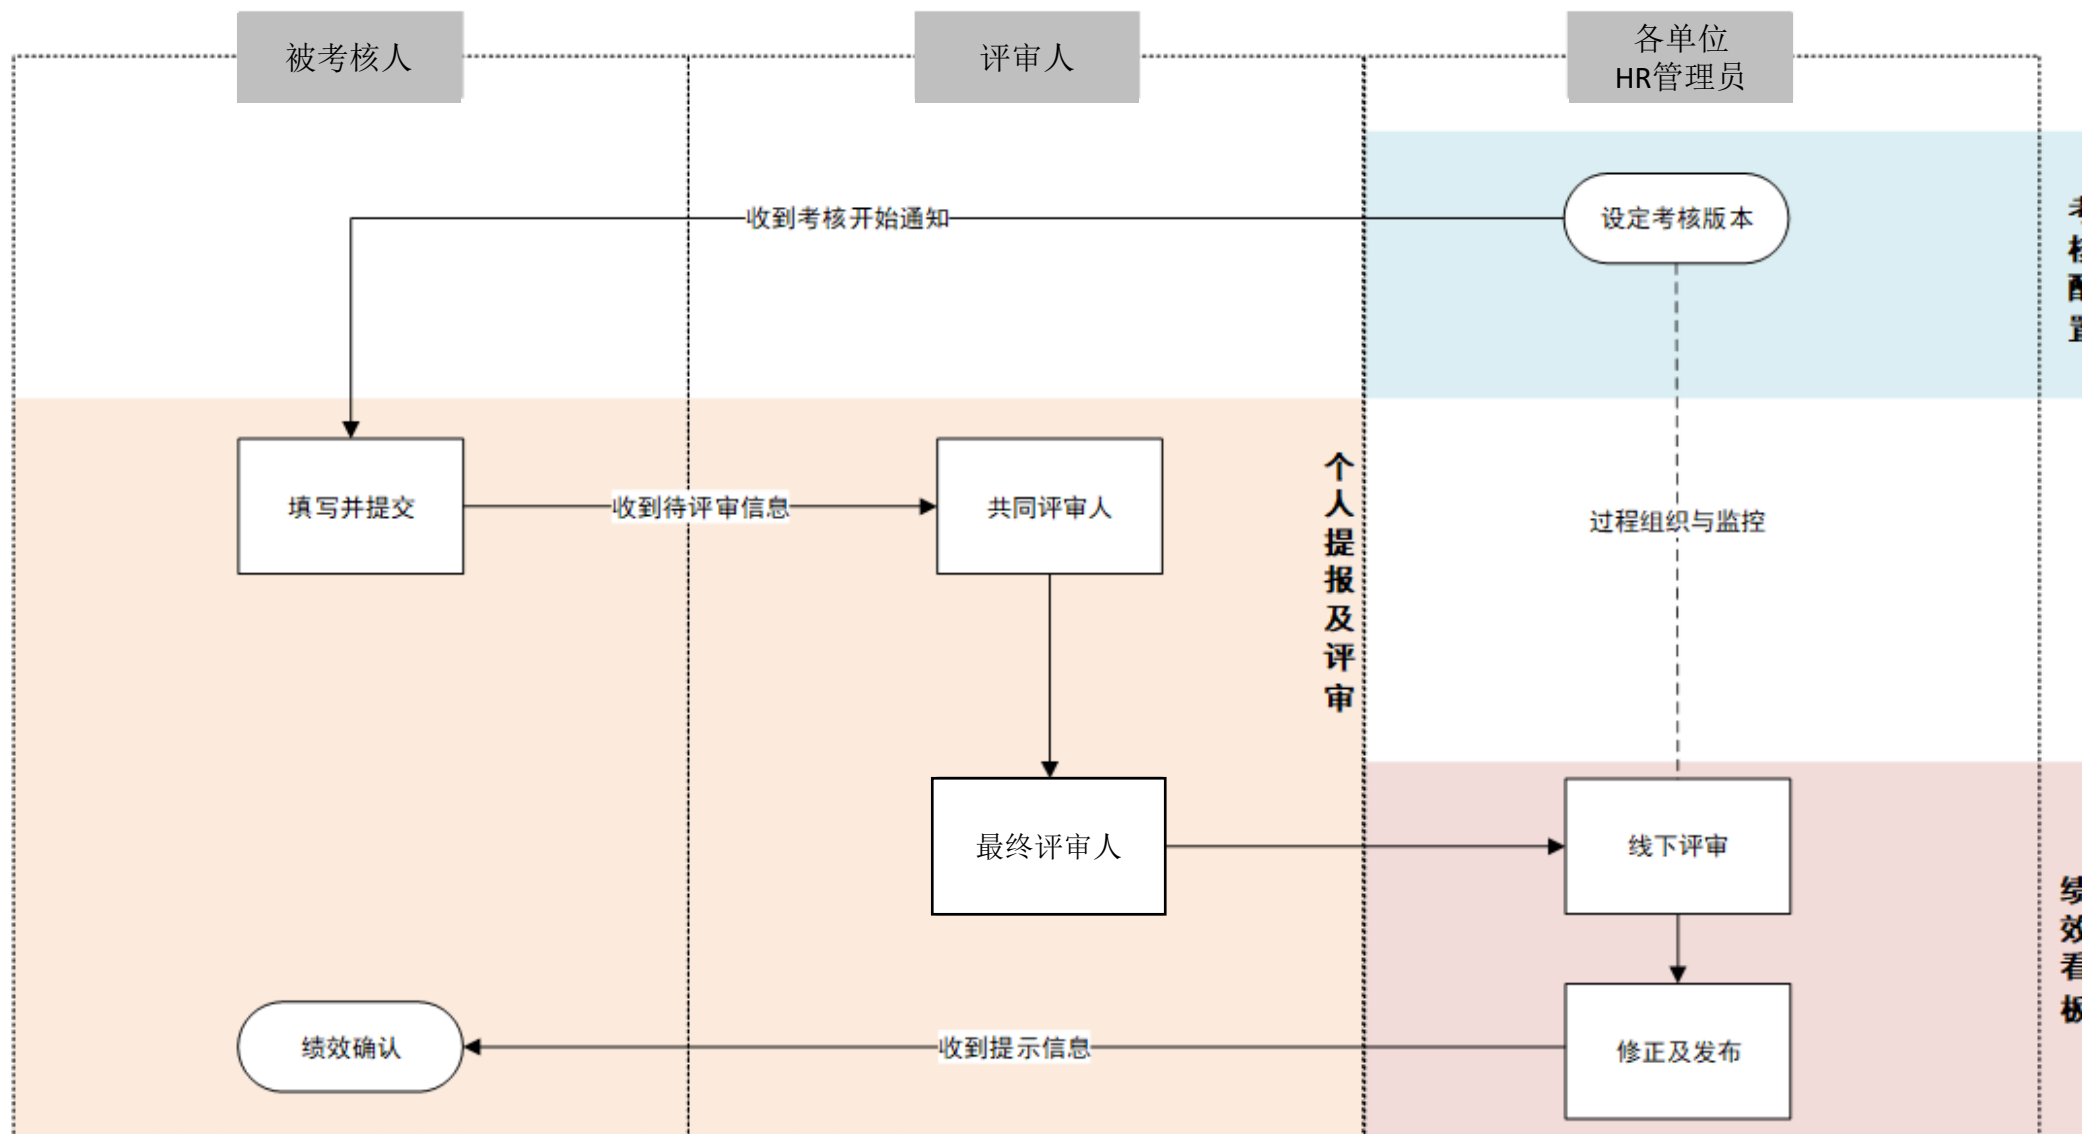 被考核人
评审人
各单位
HR管理员
收到考核开始通知
设定考核版本
填写并提交
收到待评审信息
共同评审人
个人提报及评审
过程组织与监控
最终评审人
线下评审
绩效确认
收到提示信息
修正及发布